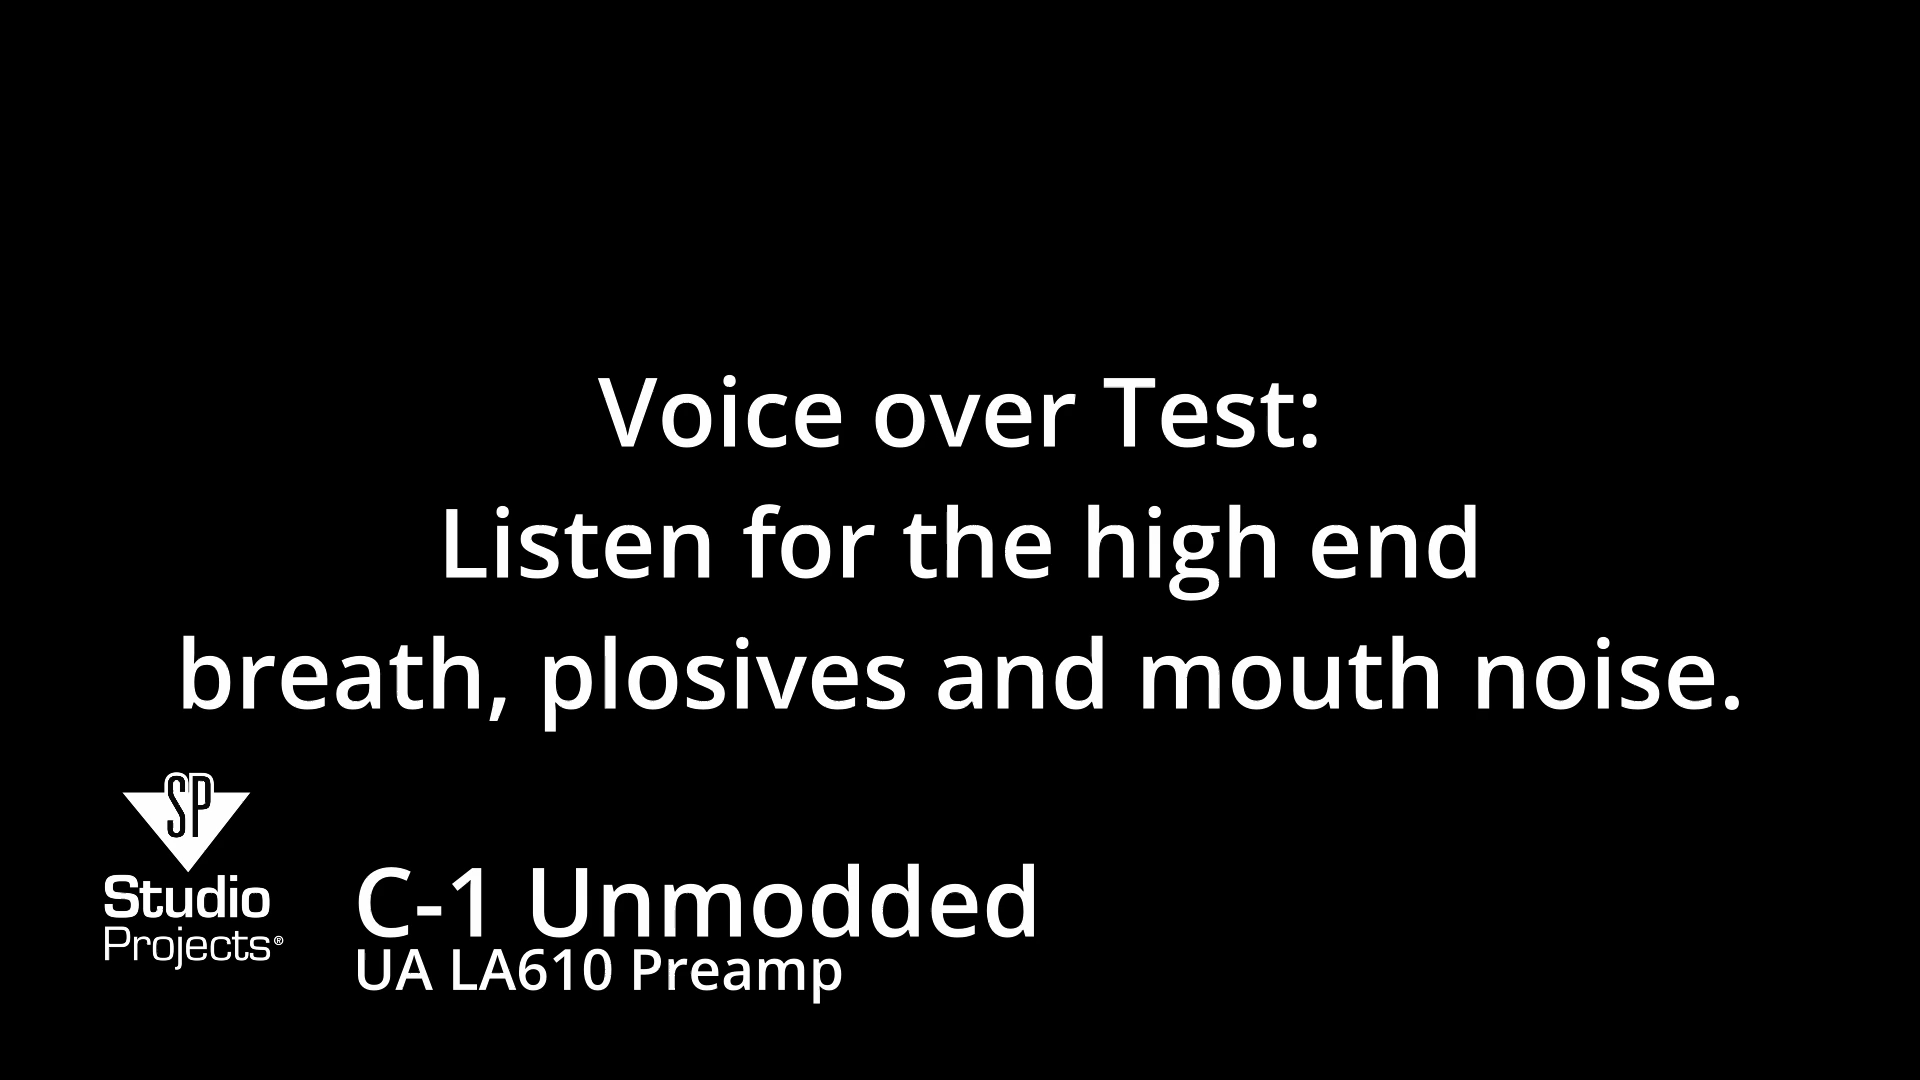 Voice over Test:
Listen for the high end
breath, plosives and mouth noise.
SP
Studio
Projects®
C-1 Unmodded
UA LA610 Preamp